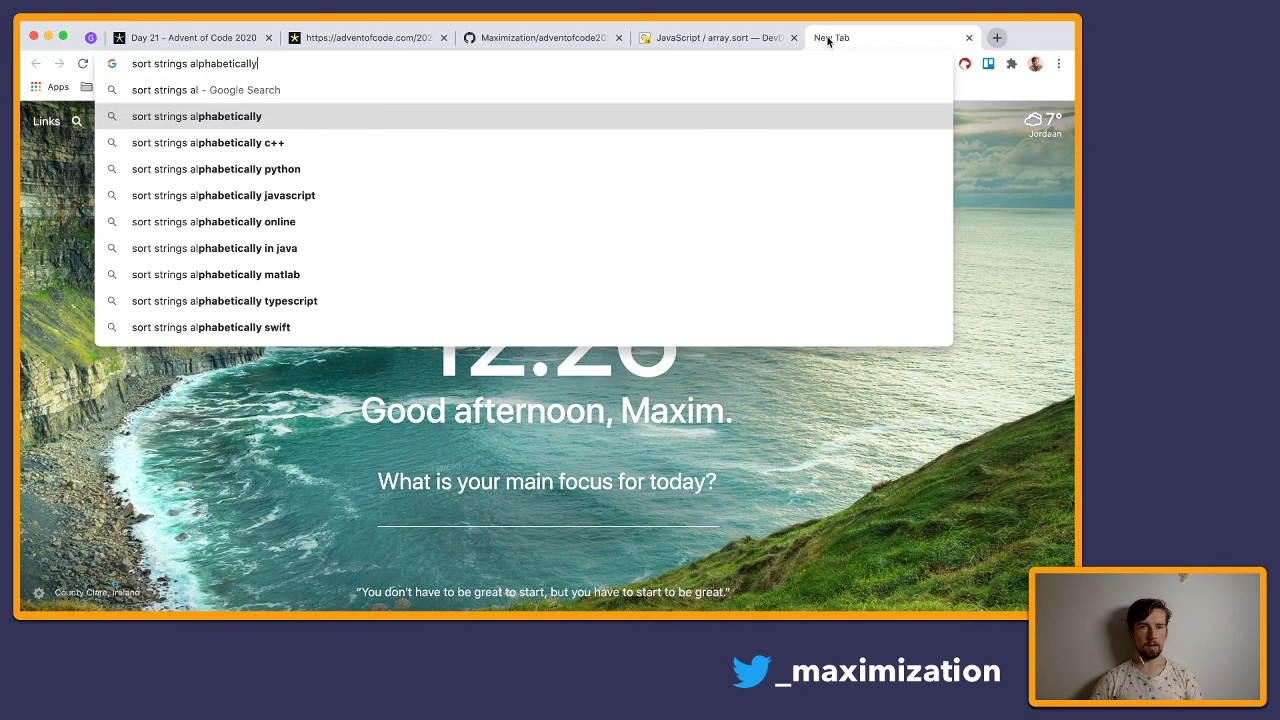 Day 21 - Advent of Code 2020
https://adventofcode.com/202
Maximization/adventofcode202
JavaScript / array.sort — DevD
New Tab
sort strings alphabetically
Apps
sort strings al - Google Search
sort strings alphabetically
sort strings alphabetically c++
sort strings alphabetically python
sort strings alphabetically javascript
sort strings alphabetically online
sort strings alphabetically in java
sort strings alphabetically matlab
sort strings alphabetically typescript
sort strings alphabetically swift
Links
7°
Jordaan
12:26
Good afternoon, Maxim.
What is your main focus for today?
County Clare, Ireland
“You don't have to be great to start, but you have to start to be great.”
_maximization